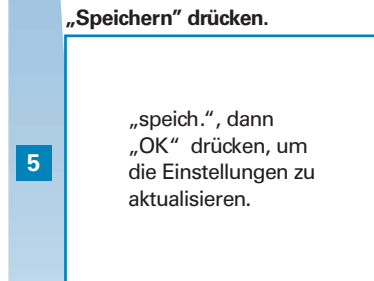 „Speichern” drücken.
„speich.“, dann
„OK“ drücken, um
5
die Einstellungen zu
aktualisieren.